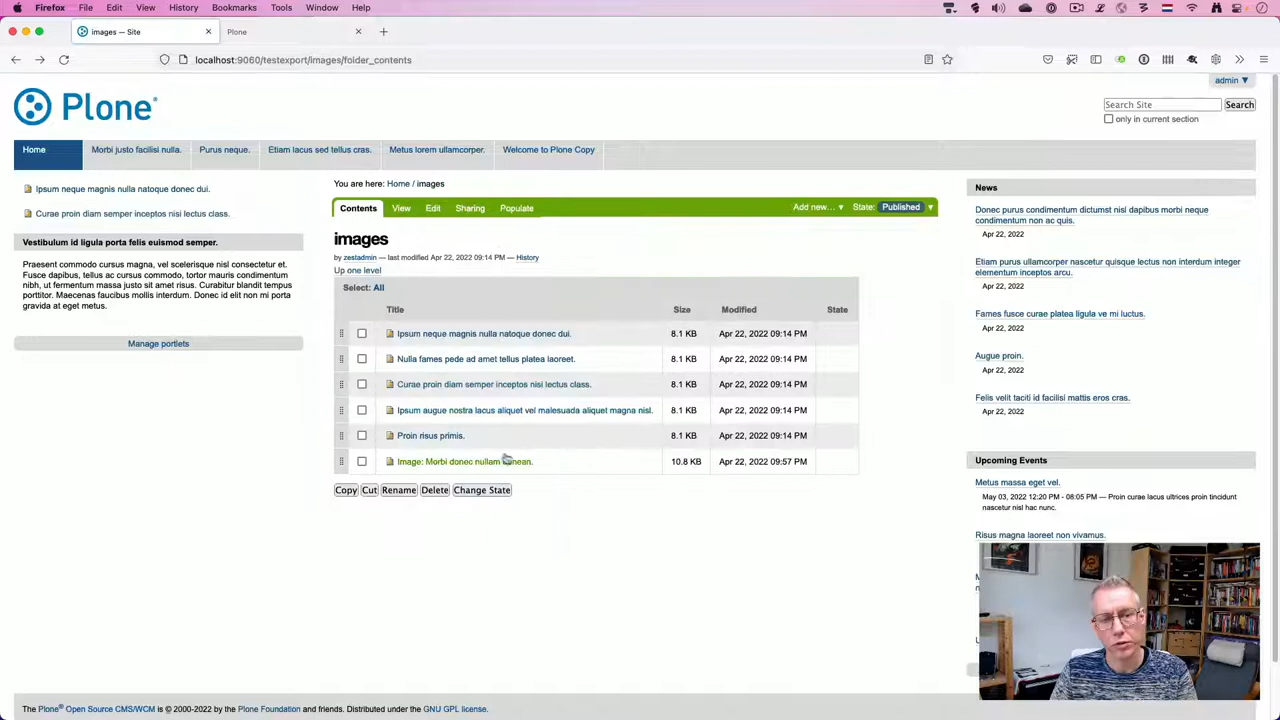 Firefox File Edit View History Bookmarks Tools Window Help
images — Site
Plone
localhost:9060/testexport/images/folder_contents
admin ▼
Plone®
Search Site
Search
only in current section
Home
Morbi justo facilisi nulla.
Purus neque.
Etiam lacus sed tellus cras.
Metus lorem ullamcorper.
Welcome to Plone Copy
Ipsum neque magnis nulla natoque donec dui.
Curae proin diam semper inceptos nisi lectus class.
Vestibulum id ligula porta felis euismod semper.
Praesent commodo cursus magna, vel scelerisque nisl consectetur et.
Fusce dapibus, tellus ac cursus commodo, tortor mauris condimentum
nibh, ut fermentum massa justo sit amet risus. Curabitur blandit tempus
porttitor. Maecenas faucibus mollis interdum. Donec id elit non mi porta
gravida at eget metus.
Manage portlets
You are here: Home / images
Contents View Edit Sharing Populate
Add new… ▼ State: Published ▼
images
by zestadmin — last modified Apr 22, 2022 09:14 PM — History
Up one level
Select: All
Title Size Modified State
Ipsum neque magnis nulla natoque donec dui. 8.1 KB Apr 22, 2022 09:14 PM
Nulla fames pede ad amet tellus platea laoreet. 8.1 KB Apr 22, 2022 09:14 PM
Curae proin diam semper inceptos nisi lectus class. 8.1 KB Apr 22, 2022 09:14 PM
Ipsum augue nostra lacus aliquet vel malesuada aliquet magna nisl. 8.1 KB Apr 22, 2022 09:14 PM
Proin risus primis. 8.1 KB Apr 22, 2022 09:14 PM
Image: Morbi donec nullam 10.8 KB Apr 22, 2022 09:57 PM
Copy Cut Rename Delete Change State
News
Donec purus condimentum dictumst nisl dapibus morbi neque
condimentum non ac quis.
Apr 22, 2022
Etiam purus ullamcorper nascetur quisque lectus non interdum integer
elementum inceptos arcu.
Apr 22, 2022
Fames fusce curae platea ligula ve mi luctus.
Apr 22, 2022
Augue proin.
Apr 22, 2022
Felis velit taciti id facilisi mattis eros cras.
Apr 22, 2022
Upcoming Events
Metus massa eget vel.
May 03, 2022 12:20 PM - 08:05 PM — Proin curae lacus ultrices proin tincidunt
nascetur nisl hac nunc.
Risus magna laoreet non vivamus.
The Plone® Open Source CMS/WCM is © 2000-2022 by the Plone Foundation and friends. Distributed under the GNU GPL license.